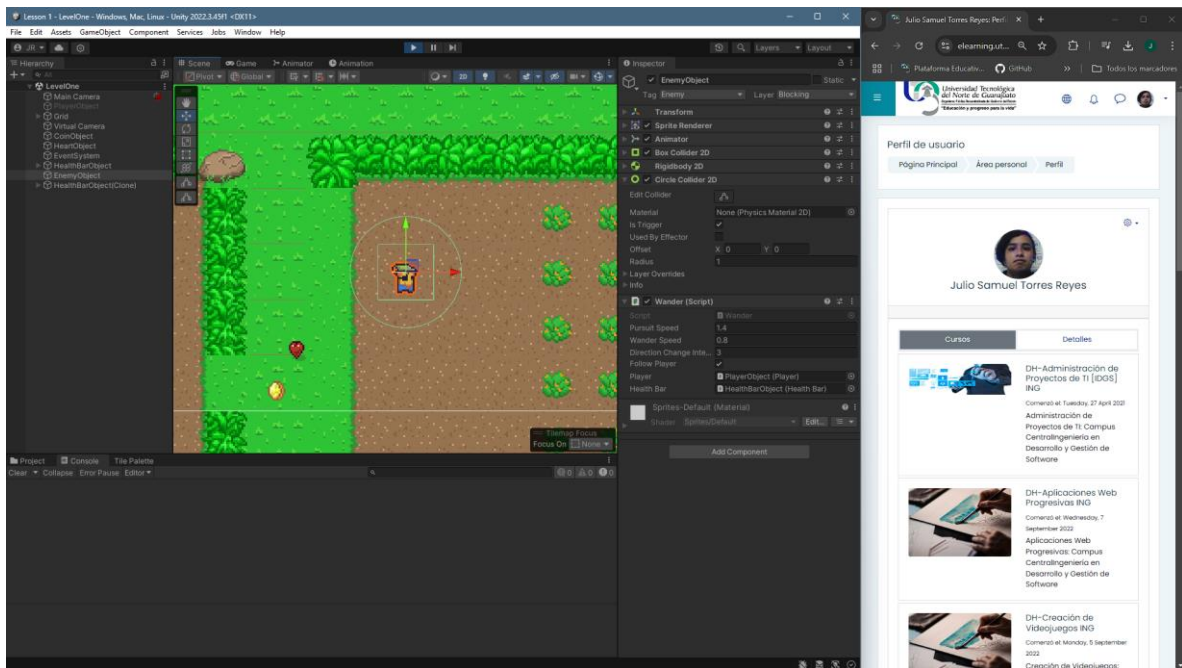 Lesson 1 - LevelOne - Windows, Mac, Linux - Unity 2022.3.45f1 <DX11>
File Edit Assets GameObject Component Services Jobs Window Help
JR
Layers
Layout
Hierarchy
All
LevelOne
Main Camera
PlayerObject
Grid
Virtual Camera
CoinObject
HeartObject
EventSystem
HealthBarObject
EnemyObject
HealthBarObject(Clone)
Scene Game Animator Animation
Pivot Global 2D
Tilemap Focus
Focus On None
Project Console Tile Palette
Clear Collapse Error Pause Editor
0 0 0
Inspector
EnemyObject Static
Tag Enemy Layer Blocking
Transform
Sprite Renderer
Animator
Box Collider 2D
Rigidbody 2D
Circle Collider 2D
Edit Collider
Material None (Physics Material 2D)
Is Trigger
Used By Effector
Offset X 0 Y 0
Radius 1
Layer Overrides
Info
Wander (Script)
Script Wander
Pursuit Speed 1.4
Wander Speed 0.8
Direction Change Inte... 3
Follow Player
Player PlayerObject (Player)
Health Bar HealthBarObject (Health Bar)
Sprites-Default (Material)
Shader Sprites/Default Edit...
Add Component
Julio Samuel Torres Reyes: Perfi
elearning.ut...
Plataforma Educativ... GitHub » Todos los marcadores
Universidad Tecnológica
del Norte de Guanajuato
"Educación y progreso para la vida"
Perfil de usuario
Página Principal Área personal Perfil
Julio Samuel Torres Reyes
Cursos Detalles
DH-Administración de
Proyectos de TI [IDGS]
ING
Comenzó el: Tuesday, 27 April 2021
Administración de
Proyectos de TI: Campus
CentralIngeniería en
Desarrollo y Gestión de
Software
DH-Aplicaciones Web
Progresivas ING
Comenzó el: Wednesday, 7
September 2022
Aplicaciones Web
Progresivas: Campus
CentralIngeniería en
Desarrollo y Gestión de
Software
DH-Creación de
Videojuegos ING
Comenzó el: Monday, 5 September
2022
Creación de Videojuegos: